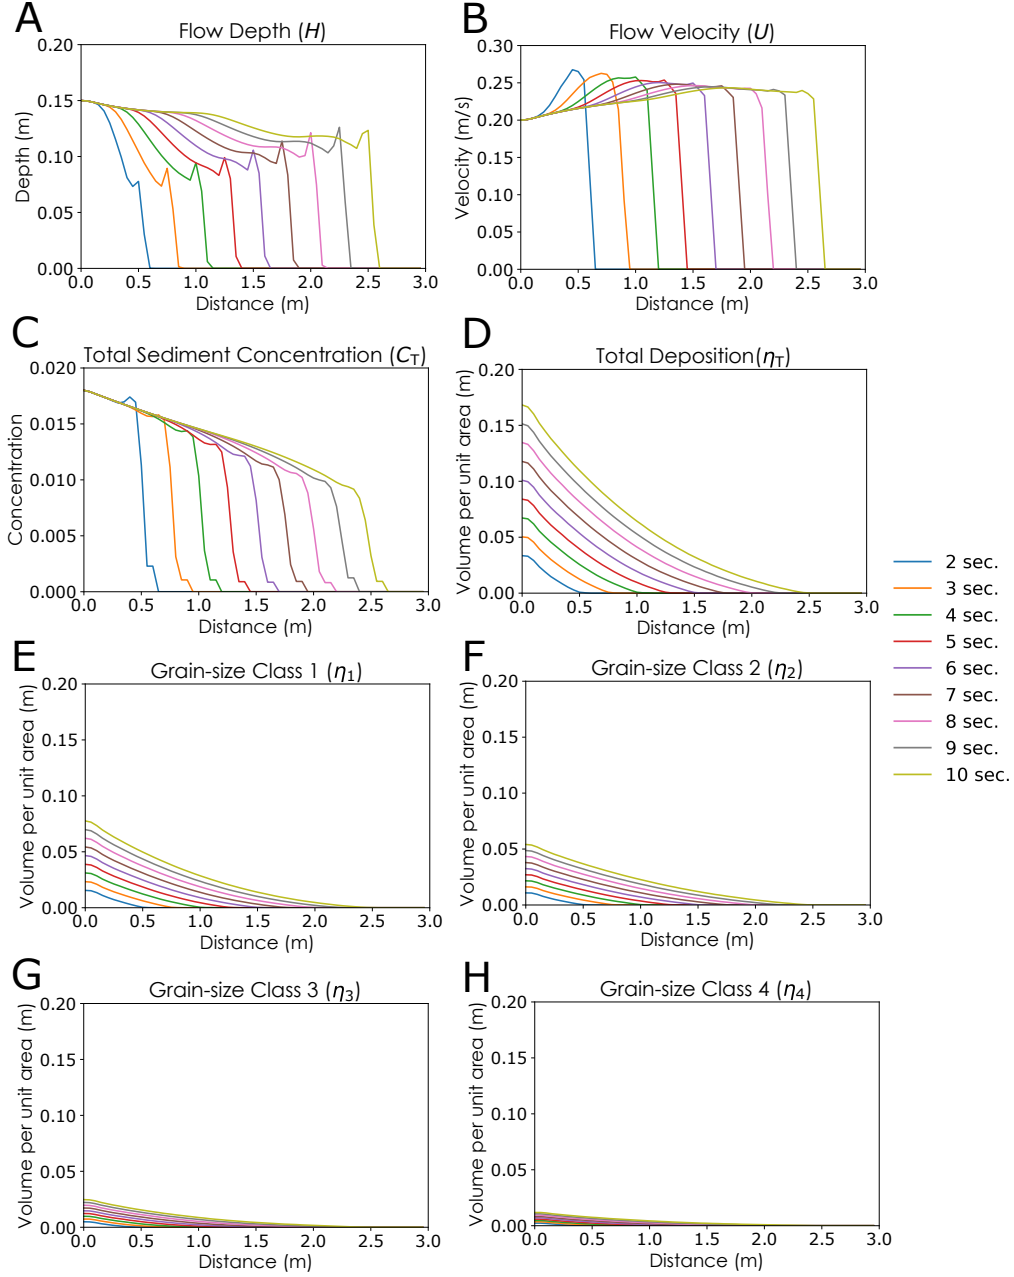 A
Flow Depth (H)
0.20
0.15
0.10
0.05
0.00
Depth (m)
0.0 0.5 1.0 1.5 2.0 2.5 3.0
Distance (m)
B
Flow Velocity (U)
0.30
0.25
0.20
0.15
0.10
0.05
0.00
Velocity (m/s)
0.0 0.5 1.0 1.5 2.0 2.5 3.0
Distance (m)
C
Total Sediment Concentration (CT)
0.020
0.015
0.010
0.005
0.000
Concentration
0.0 0.5 1.0 1.5 2.0 2.5 3.0
Distance (m)
D
Total Deposition(ηT)
0.20
0.15
0.10
0.05
0.00
Volume per unit area (m)
0.0 0.5 1.0 1.5 2.0 2.5 3.0
Distance (m)
2 sec.
3 sec.
4 sec.
5 sec.
6 sec.
7 sec.
8 sec.
9 sec.
10 sec.
E
Grain-size Class 1 (η1)
0.20
0.15
0.10
0.05
0.00
Volume per unit area (m)
0.0 0.5 1.0 1.5 2.0 2.5 3.0
Distance (m)
F
Grain-size Class 2 (η2)
0.20
0.15
0.10
0.05
0.00
Volume per unit area (m)
0.0 0.5 1.0 1.5 2.0 2.5 3.0
Distance (m)
G
Grain-size Class 3 (η3)
0.20
0.15
0.10
0.05
0.00
Volume per unit area (m)
0.0 0.5 1.0 1.5 2.0 2.5 3.0
Distance (m)
H
Grain-size Class 4 (η4)
0.20
0.15
0.10
0.05
0.00
Volume per unit area (m)
0.0 0.5 1.0 1.5 2.0 2.5 3.0
Distance (m)